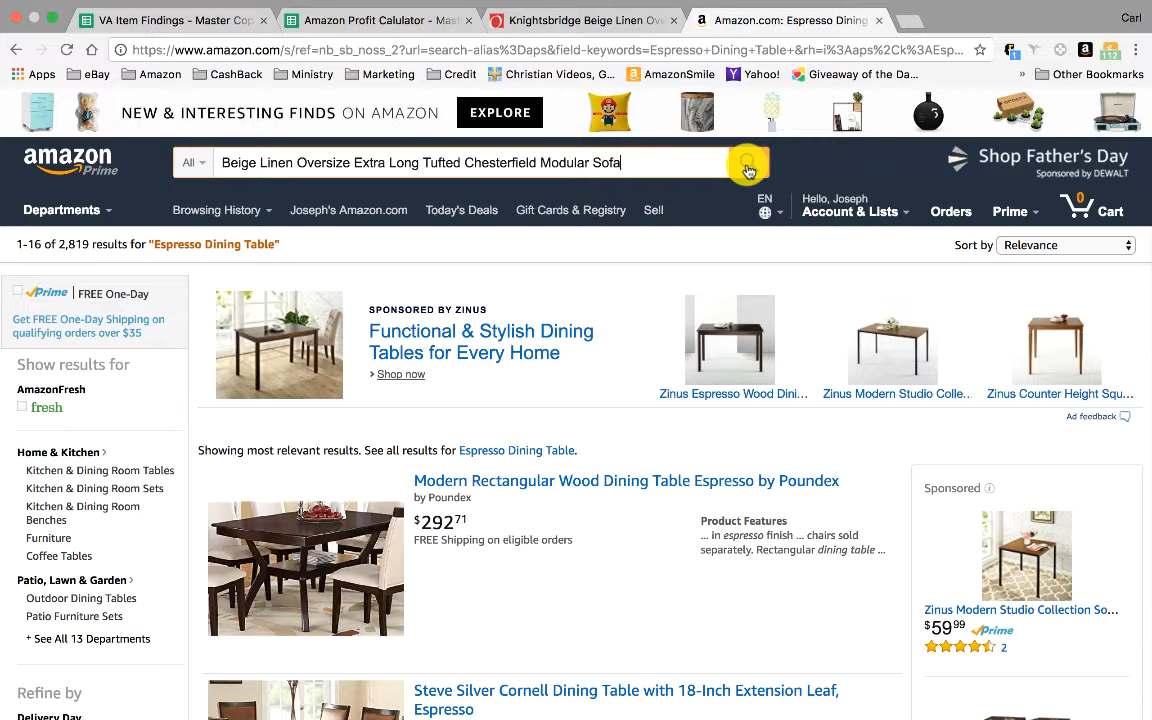 VA Item Findings - Master Cop
Amazon Profit Calulator - Mast
Knightsbridge Beige Linen Ove
Amazon.com: Espresso Dining
Carl
https://www.amazon.com/s/ref=nb_sb_noss_2?url=search-alias%3Daps&field-keywords=Espresso+Dining+Table+&rh=i%3Aaps%2Ck%3AEsp...
1
112
Apps
eBay
Amazon
CashBack
Ministry
Marketing
Credit
Christian Videos, G...
AmazonSmile
Yahoo!
Giveaway of the Da...
»
Other Bookmarks
NEW & INTERESTING FINDS ON AMAZON
EXPLORE
amazon Prime
All
Beige Linen Oversize Extra Long Tufted Chesterfield Modular Sofa
Shop Father's Day
Sponsored by DEWALT
Departments
Browsing History
Joseph's Amazon.com
Today's Deals
Gift Cards & Registry
Sell
EN
Hello, Joseph
Account & Lists
Orders
Prime
0
Cart
1-16 of 2,819 results for "Espresso Dining Table"
Sort by
Relevance
Prime | FREE One-Day
Get FREE One-Day Shipping on
qualifying orders over $35
Show results for
AmazonFresh
fresh
Home & Kitchen ›
Kitchen & Dining Room Tables
Kitchen & Dining Room Sets
Kitchen & Dining Room
Benches
Furniture
Coffee Tables
Patio, Lawn & Garden ›
Outdoor Dining Tables
Patio Furniture Sets
+ See All 13 Departments
Refine by
Delivery Day
SPONSORED BY ZINUS
Functional & Stylish Dining
Tables for Every Home
› Shop now
Zinus Espresso Wood Dini...
Zinus Modern Studio Colle...
Zinus Counter Height Squ...
Ad feedback
Showing most relevant results. See all results for Espresso Dining Table.
Modern Rectangular Wood Dining Table Espresso by Poundex
by Poundex
$292 71
FREE Shipping on eligible orders
Product Features
... in espresso finish ... chairs sold
separately. Rectangular dining table ...
Steve Silver Cornell Dining Table with 18-Inch Extension Leaf,
Espresso
Sponsored
Zinus Modern Studio Collection So...
$59 99 Prime
2